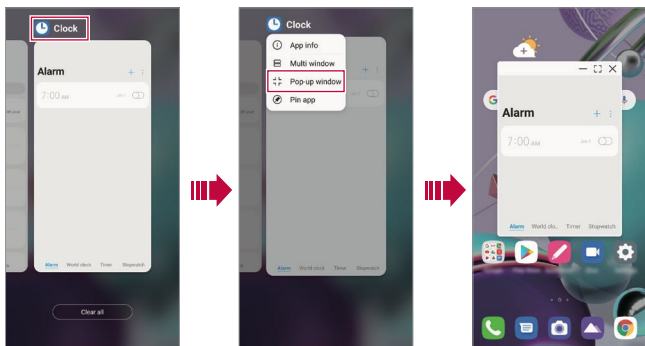 Clock
Alarm
7:00 AM
Alarm World clock Timer Stopwatch
Clear all
Clock
App info
Multi window
Pop-up window
Pin app
Alarm World clock Timer Stopwatch
Alarm
7:00 AM
Alarm World clo.. Timer Stopwatch